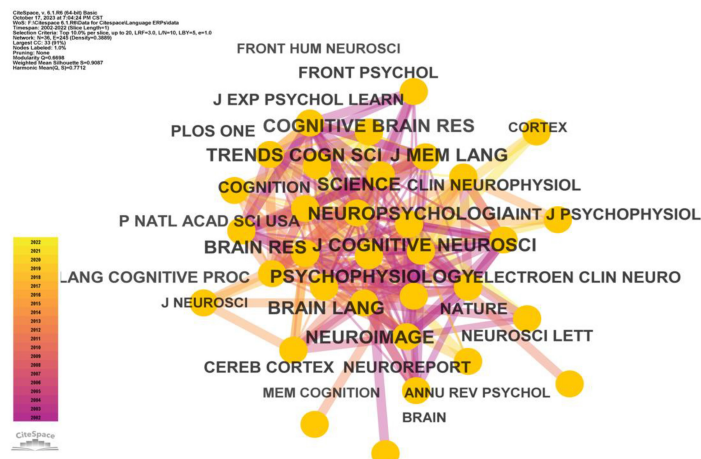 CiteSpace, v. 6.1.R6 (64-bit) Basic
October 17, 2023 at 7:04:24 PM CST
WoS: F:\Citespace 6.1.R6\Data for Citespace\Language ERPs\data
Timespan: 2002-2022 (Slice Length=1)
Selection Criteria: Top 10.0% per slice, up to 20, LRF=3.0, L/N=10, LBY=5, e=1.0
Network: N=36, E=245 (Density=0.3889)
Largest CC: 33 (91%)
Nodes Labeled: 1.0%
Pruning: None
Modularity Q=0.6698
Weighted Mean Silhouette S=0.9087
Harmonic Mean(Q, S)=0.7712
FRONT HUM NEUROSCI
FRONT PSYCHOL
J EXP PSYCHOL LEARN
PLOS ONE
COGNITIVE BRAIN RES
CORTEX
TRENDS COGN SCI
J MEM LANG
COGNITION
SCIENCE
CLIN NEUROPHYSIOL
P NATL ACAD SCI USA
NEUROPSYCHOLOGIA
INT J PSYCHOPHYSIOL
BRAIN RES
J COGNITIVE NEUROSCI
LANG COGNITIVE PROC
PSYCHOPHYSIOLOGY
ELECTROEN CLIN NEURO
J NEUROSCI
BRAIN LANG
NATURE
NEUROIMAGE
NEUROSCI LETT
CEREB CORTEX
NEUROREPORT
MEM COGNITION
ANNU REV PSYCHOL
BRAIN
2022
2021
2020
2019
2018
2017
2016
2015
2014
2013
2012
2011
2010
2009
2008
2007
2006
2005
2004
2003
2002
CiteSpace